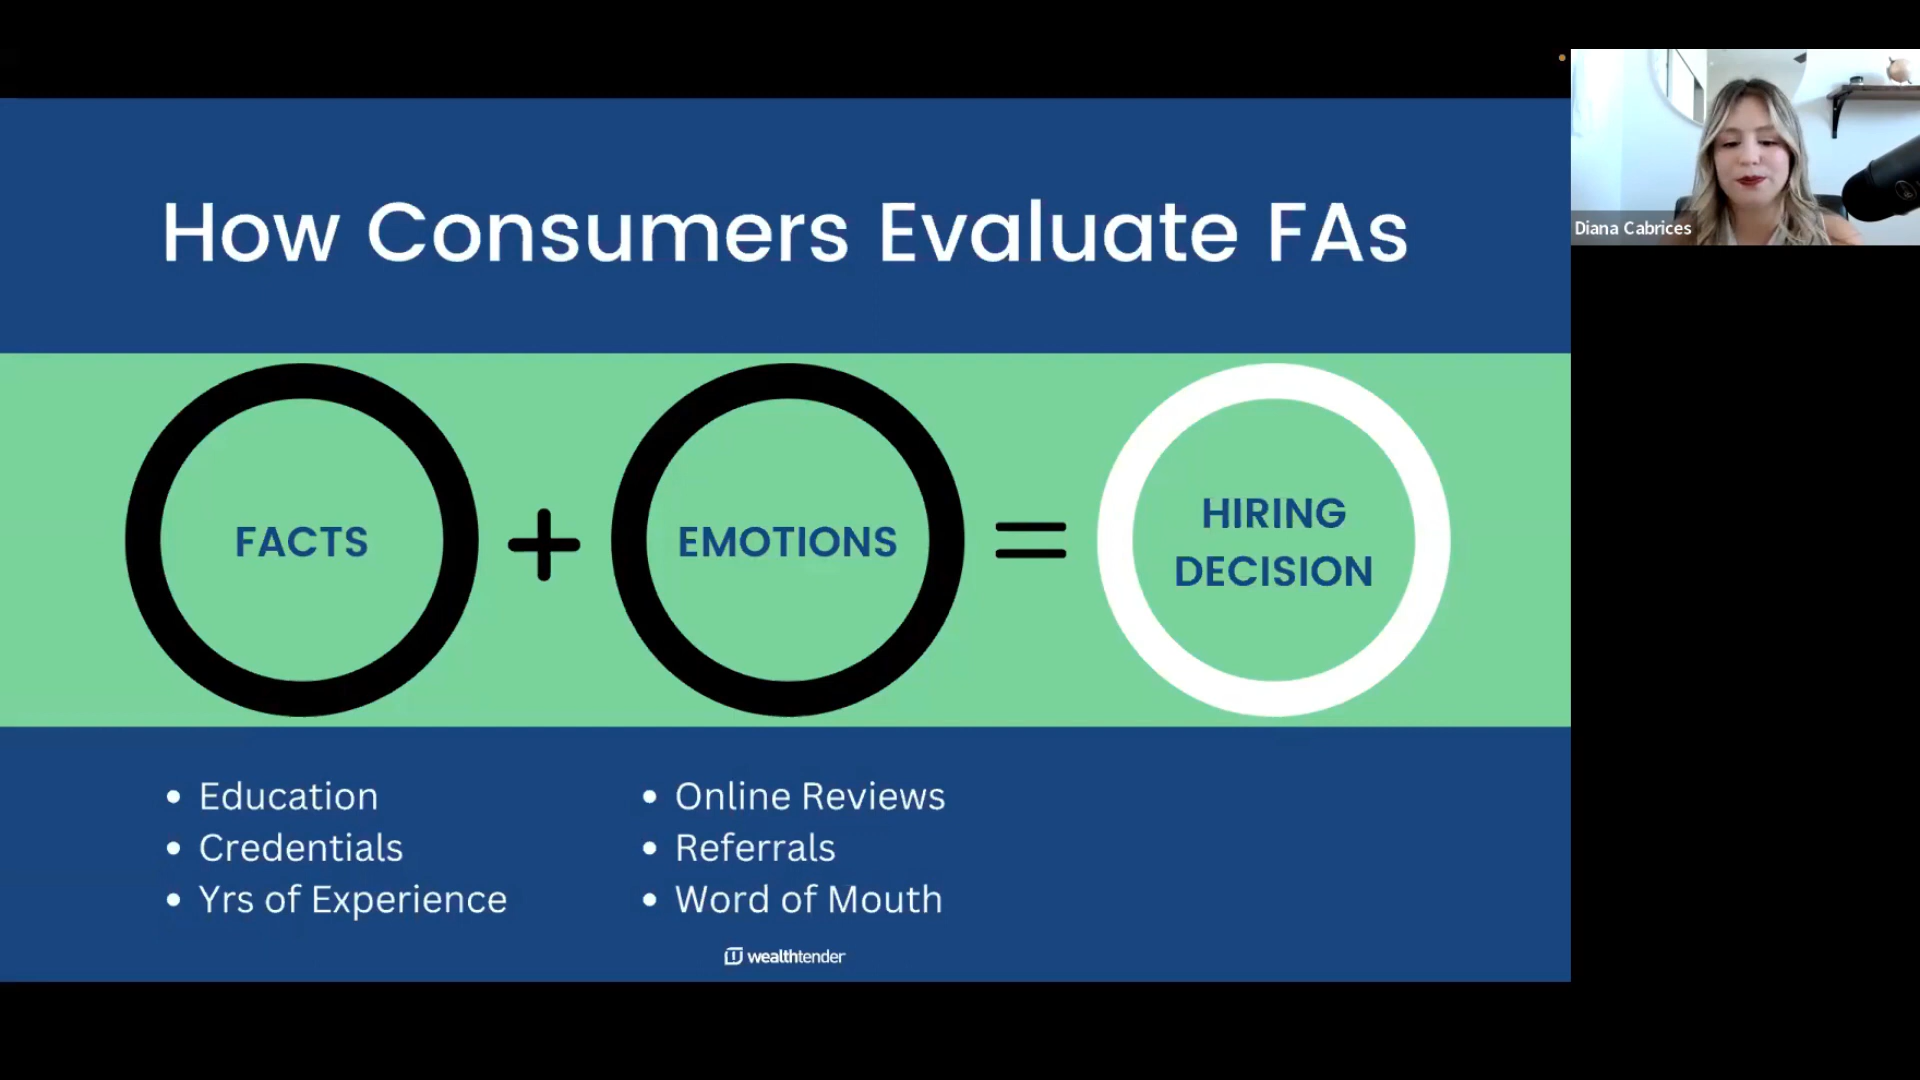 How Consumers Evaluate FAs
Diana Cabrices
FACTS
+
EMOTIONS
=
HIRING
DECISION
• Education
• Credentials
• Yrs of Experience
• Online Reviews
• Referrals
• Word of Mouth
wealthtender